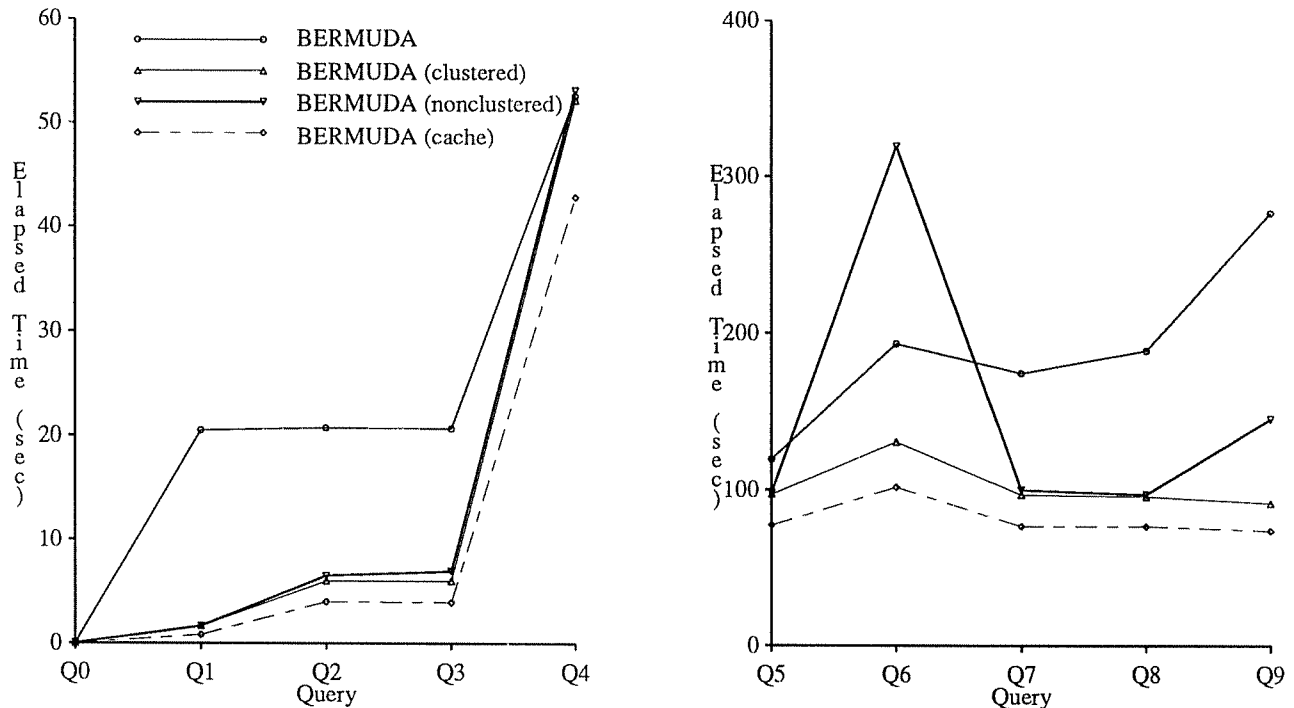 60
50
40
30
20
10
0
Elapsed Time (sec)
BERMUDA
BERMUDA (clustered)
BERMUDA (nonclustered)
BERMUDA (cache)
Q0 Q1 Q2 Q3 Q4
Query
400
300
200
100
0
Elapsed Time (sec)
Q5 Q6 Q7 Q8 Q9
Query